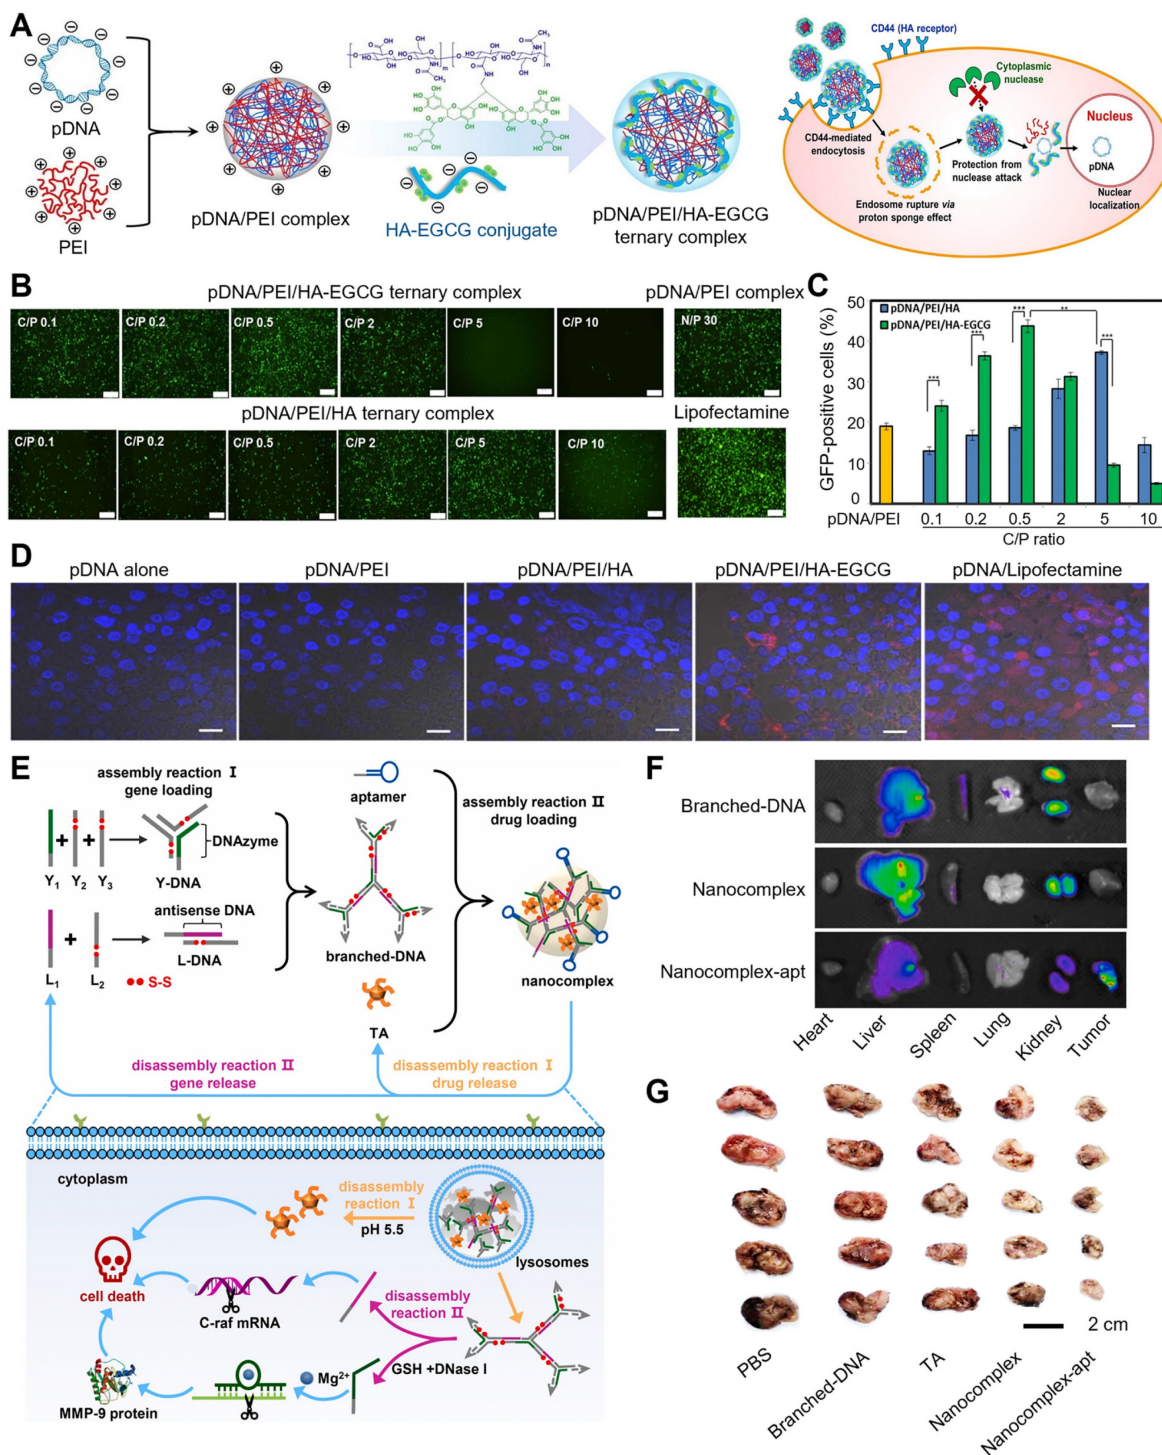 A
pDNA
PEI
pDNA/PEI complex
HA-EGCG conjugate
pDNA/PEI/HA-EGCG
ternary complex
CD44 (HA receptor)
Cytoplasmic
nuclease
CD44-mediated
endocytosis
Endosome rupture via
proton sponge effect
Protection from
nuclease attack
Nucleus
pDNA
Nuclear
localization
B
pDNA/PEI/HA-EGCG ternary complex
pDNA/PEI complex
C/P 0.1
C/P 0.2
C/P 0.5
C/P 2
C/P 5
C/P 10
N/P 30
pDNA/PEI/HA ternary complex
Lipofectamine
C/P 0.1
C/P 0.2
C/P 0.5
C/P 2
C/P 5
C/P 10
C
GFP-positive cells (%)
50
40
30
20
10
0
pDNA/PEI/HA
pDNA/PEI/HA-EGCG
***
***
***
**
***
pDNA/PEI 0.1 0.2 0.5 2 5 10
C/P ratio
D
pDNA alone
pDNA/PEI
pDNA/PEI/HA
pDNA/PEI/HA-EGCG
pDNA/Lipofectamine
E
assembly reaction I
gene loading
Y1 + Y2 + Y3
Y-DNA
DNAzyme
antisense DNA
L1 + L2
L-DNA
S-S
aptamer
branched-DNA
TA
assembly reaction II
drug loading
nanocomplex
disassembly reaction II
gene release
disassembly reaction I
drug release
cytoplasm
disassembly
reaction I
pH 5.5
lysosomes
cell death
C-raf mRNA
disassembly
reaction II
GSH +DNase I
Mg2+
MMP-9 protein
F
Branched-DNA
Nanocomplex
Nanocomplex-apt
Heart
Liver
Spleen
Lung
Kidney
Tumor
G
2 cm
PBS
Branched-DNA
TA
Nanocomplex
Nanocomplex-apt